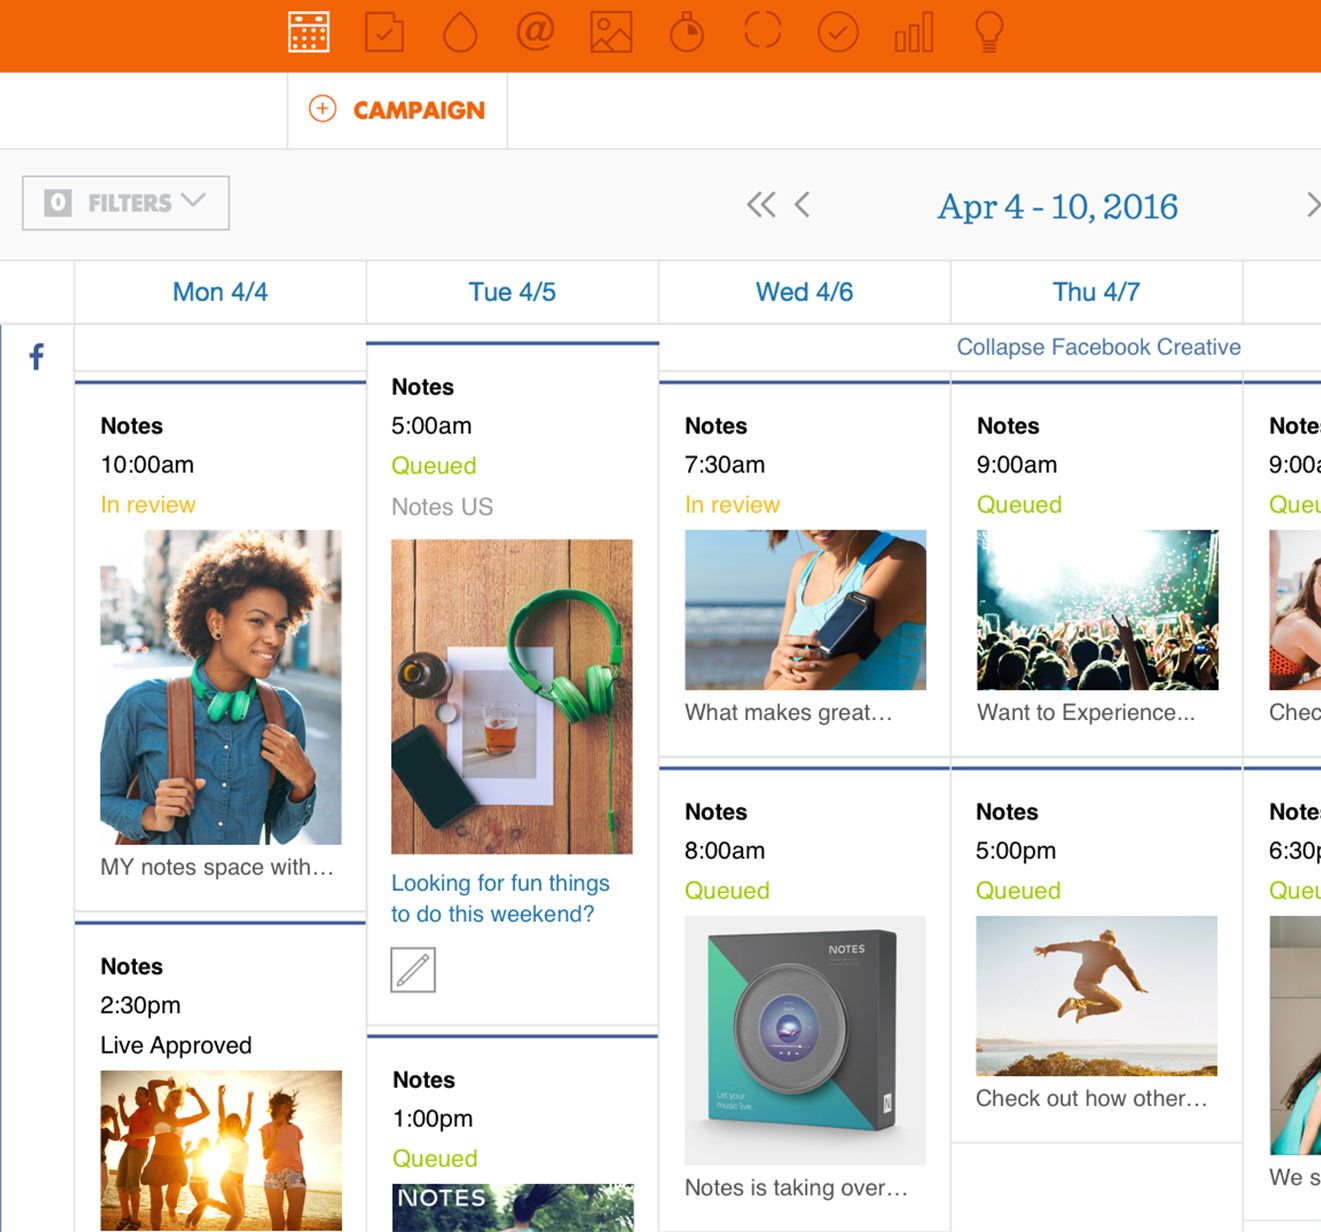 CAMPAIGN
0 FILTERS
Apr 4 - 10, 2016
Mon 4/4
Tue 4/5
Wed 4/6
Thu 4/7
Collapse Facebook Creative
Notes
10:00am
In review
MY notes space with...
Notes
2:30pm
Live Approved
Notes
5:00am
Queued
Notes US
Looking for fun things
to do this weekend?
Notes
1:00pm
Queued
NOTES
Notes
7:30am
In review
What makes great...
Notes
8:00am
Queued
NOTES
Let your
music live.
Notes is taking over...
Notes
9:00am
Queued
Want to Experience...
Notes
5:00pm
Queued
Check out how other...
Note
9:00
Queu
Chec
Note
6:30
Queu
We s